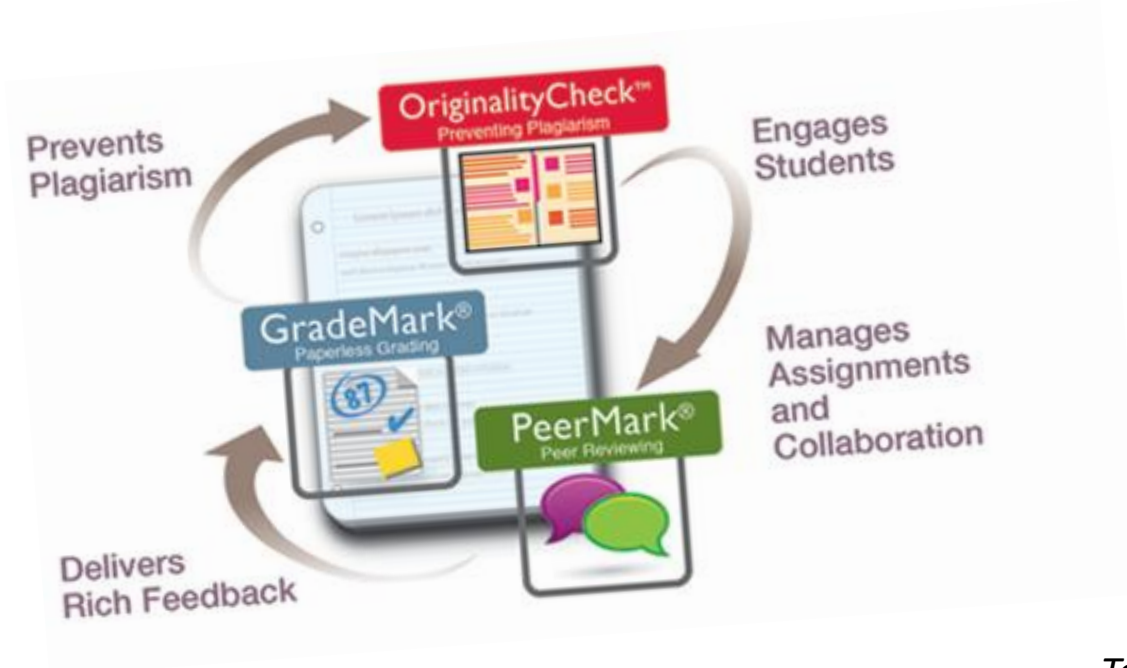 OriginalityCheck™
Preventing Plagiarism
Prevents
Plagiarism
Engages
Students
GradeMark®
Paperless Grading
87
Manages
Assignments
and
Collaboration
PeerMark®
Peer Reviewing
Delivers
Rich Feedback